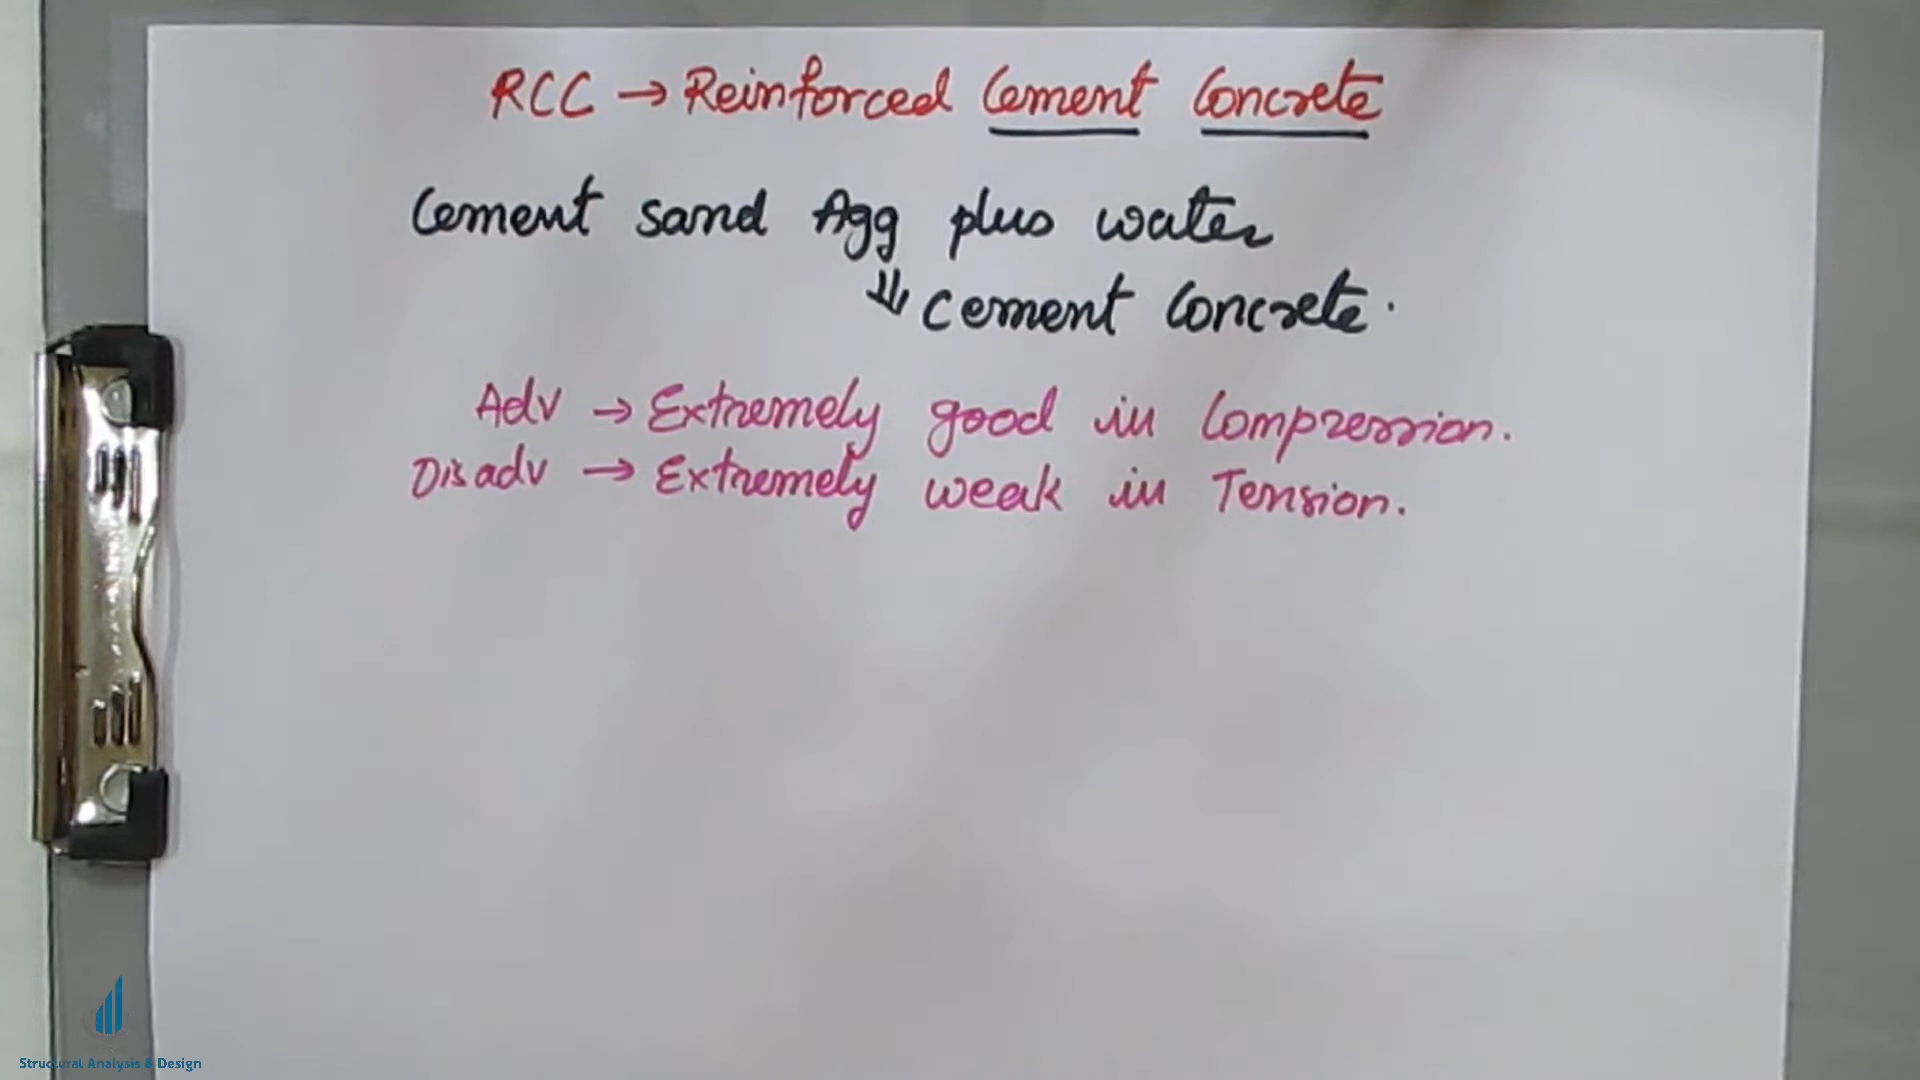 RCC → Reinforced Cement Concrete
Cement sand Agg plus water
⇓ Cement Concrete.
Adv → Extremely good in Compression.
Disadv → Extremely weak in Tension.
Structural Analysis & Design